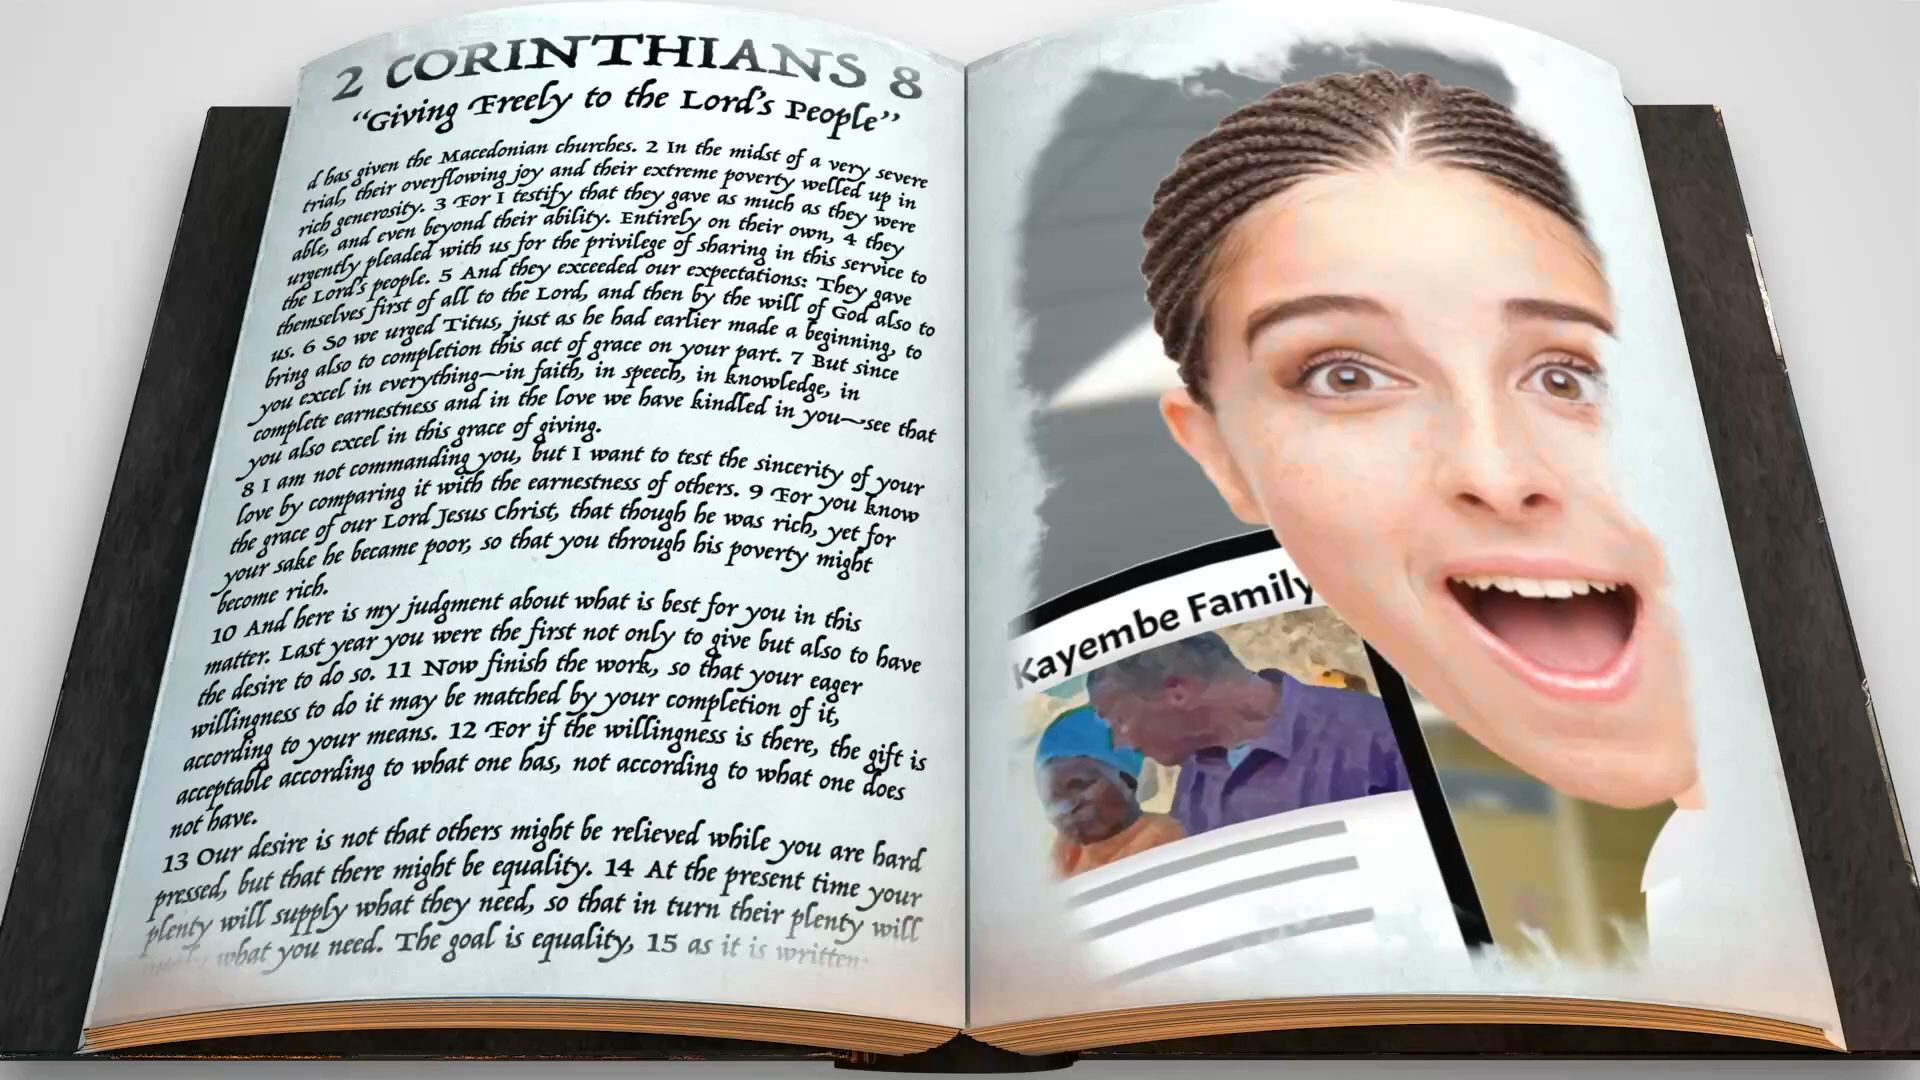 2 CORINTHIANS 8
“Giving Freely to the Lord’s People”
d has given the Macedonian churches. 2 In the midst of a very severe
trial, their overflowing joy and their extreme poverty welled up in
rich generosity. 3 For I testify that they gave as much as they were
able, and even beyond their ability. Entirely on their own, 4 they
urgently pleaded with us for the privilege of sharing in this service to
the Lord’s people. 5 And they exceeded our expectations: They gave
themselves first of all to the Lord, and then by the will of God also to
us. 6 So we urged Titus, just as he had earlier made a beginning, to
bring also to completion this act of grace on your part. 7 But since
you excel in everything—in faith, in speech, in knowledge, in
complete earnestness and in the love we have kindled in you—see that
you also excel in this grace of giving.
8 I am not commanding you, but I want to test the sincerity of your
love by comparing it with the earnestness of others. 9 For you know
the grace of our Lord Jesus Christ, that though he was rich, yet for
your sake he became poor, so that you through his poverty might
become rich.
10 And here is my judgment about what is best for you in this
matter. Last year you were the first not only to give but also to have
the desire to do so. 11 Now finish the work, so that your eager
willingness to do it may be matched by your completion of it,
according to your means. 12 For if the willingness is there, the gift is
acceptable according to what one has, not according to what one does
not have.
13 Our desire is not that others might be relieved while you are hard
pressed, but that there might be equality. 14 At the present time your
plenty will supply what they need, so that in turn their plenty will
what you need. The goal is equality, 15 as it is written:
Kayembe Family